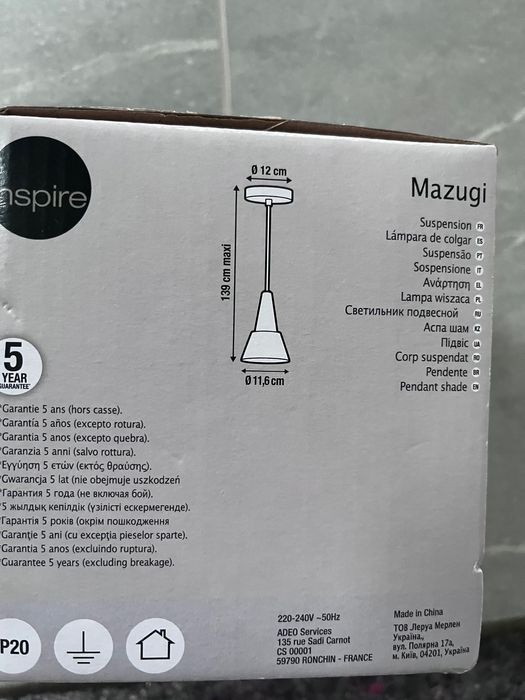 nspire
Ø 12 cm
139 cm maxi
Ø 11,6 cm
Mazugi
Suspension FR
Lámpara de colgar ES
Suspensão PT
Sospensione IT
Ανάρτηση EL
Lampa wisząca PL
Светильник подвесной RU
Аспа шам KZ
Підвіс UA
Corp suspendat RO
Pendente BR
Pendant shade EN
5
YEAR
GUARANTEE*
*Garantie 5 ans (hors casse).
*Garantía 5 años (excepto rotura).
*Garantia 5 anos (excepto quebra).
*Garanzia 5 anni (salvo rottura).
*Εγγύηση 5 ετών (εκτός θραύσης).
*Gwarancja 5 lat (nie obejmuje uszkodzeń
*Гарантия 5 года (не включая бой).
*5 жылдық кепілдік (үзілісті ескермегенде).
*Гарантія 5 років (окрім пошкодження
*Garanţie 5 ani (cu excepţia pieselor sparte).
*Garantia 5 anos (excluindo ruptura).
*Guarantee 5 years (excluding breakage).
P20
220-240V ~50Hz
ADEO Services
135 rue Sadi Carnot
CS 00001
59790 RONCHIN - FRANCE
Made in China
ТОВ „Леруа Мерлен
Україна„
вул. Полярна 17а,
м. Київ, 04201, Україна